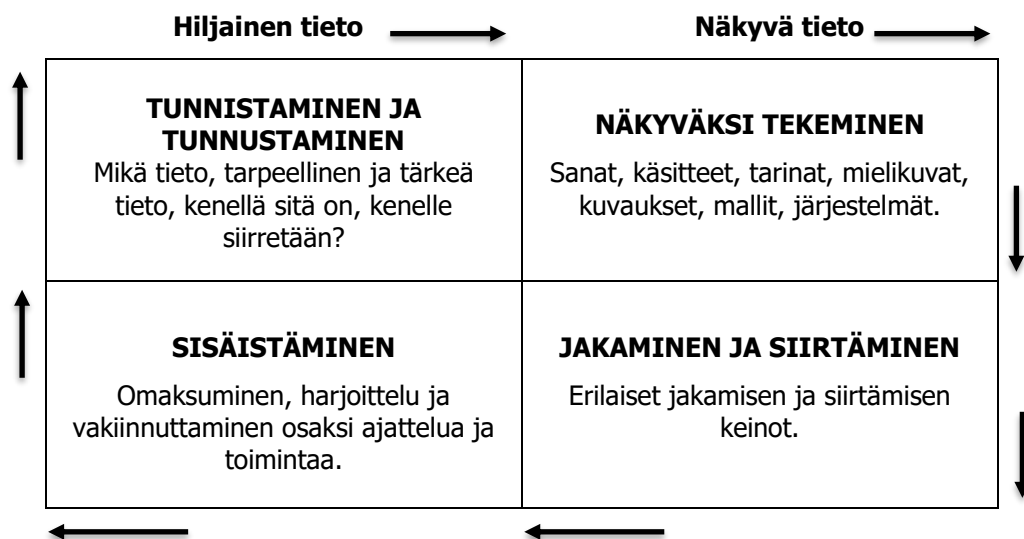 Hiljainen tieto
Näkyvä tieto
TUNNISTAMINEN JA
TUNNUSTAMINEN
Mikä tieto, tarpeellinen ja tärkeä
tieto, kenellä sitä on, kenelle
siirretään?
NÄKYVÄKSI TEKEMINEN
Sanat, käsitteet, tarinat, mielikuvat,
kuvaukset, mallit, järjestelmät.
SISÄISTÄMINEN
Omaksuminen, harjoittelu ja
vakiinnuttaminen osaksi ajattelua ja
toimintaa.
JAKAMINEN JA SIIRTÄMINEN
Erilaiset jakamisen ja siirtämisen
keinot.